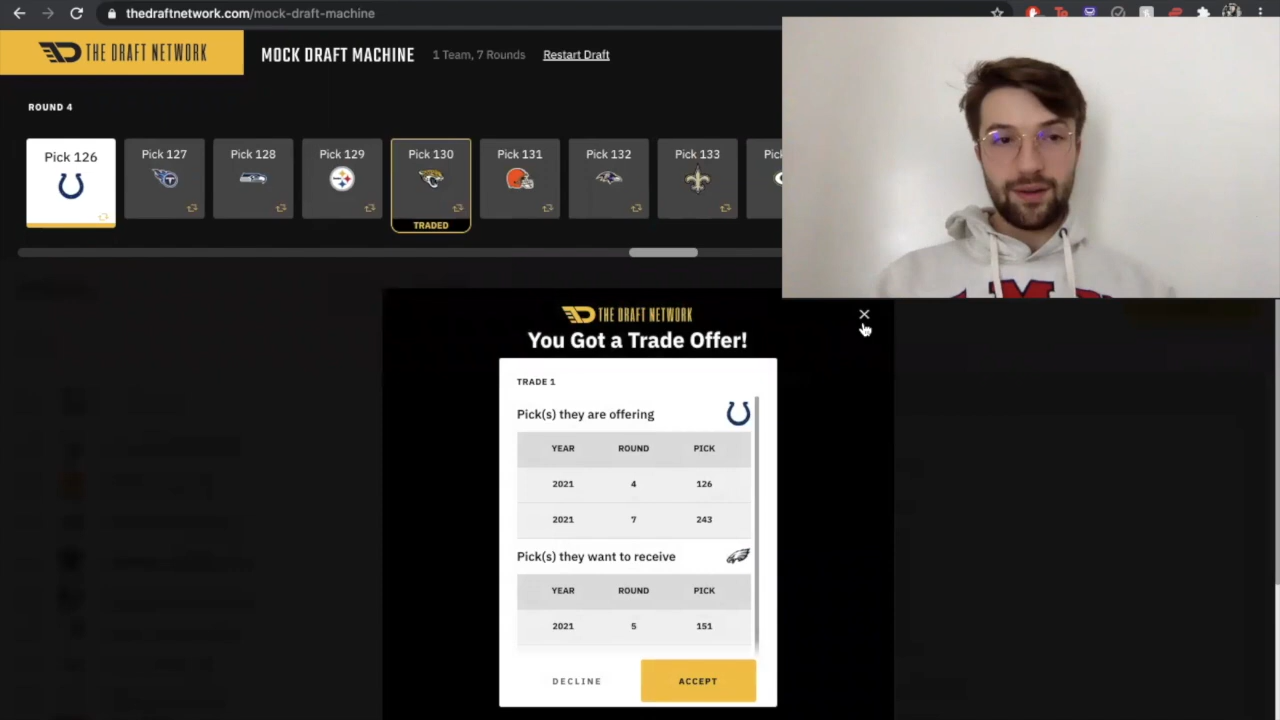 thedraftnetwork.com/mock-draft-machine
THE DRAFT NETWORK
MOCK DRAFT MACHINE
1 Team, 7 Rounds
Restart Draft
ROUND 4
Pick 126
Pick 127
Pick 128
Pick 129
Pick 130
Pick 131
Pick 132
Pick 133
TRADED
THE DRAFT NETWORK
You Got a Trade Offer!
TRADE 1
Pick(s) they are offering
YEAR ROUND PICK
2021 4 126
2021 7 243
Pick(s) they want to receive
YEAR ROUND PICK
2021 5 151
DECLINE
ACCEPT